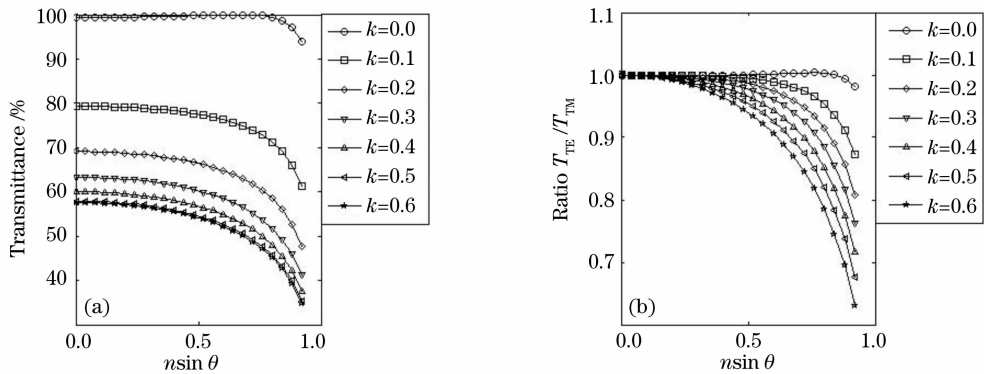 100
90
80
70
60
50
40
Transmittance /%
(a)
0.0
0.5
1.0
nsin θ
k=0.0
k=0.1
k=0.2
k=0.3
k=0.4
k=0.5
k=0.6
1.1
1.0
0.9
0.8
0.7
Ratio T_TE/T_TM
(b)
0.0
0.5
1.0
nsin θ
k=0.0
k=0.1
k=0.2
k=0.3
k=0.4
k=0.5
k=0.6